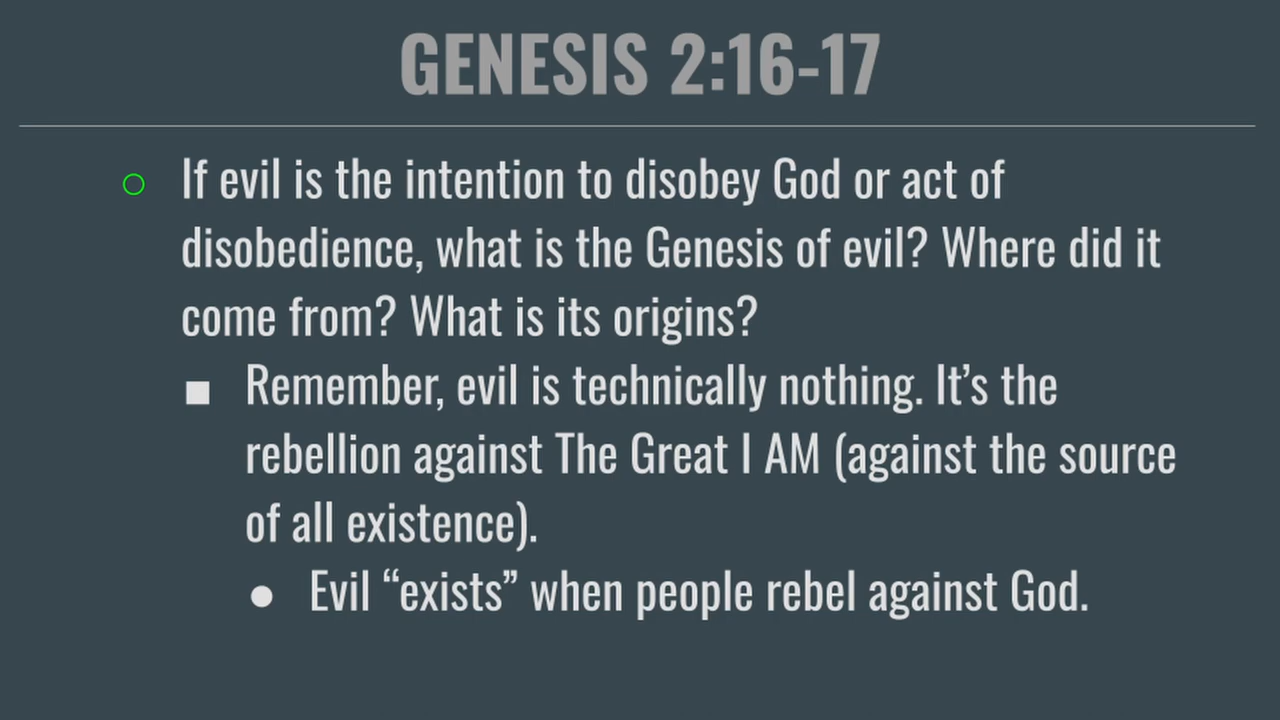 GENESIS 2:16-17
○ If evil is the intention to disobey God or act of
disobedience, what is the Genesis of evil? Where did it
come from? What is its origins?
■ Remember, evil is technically nothing. It’s the
rebellion against The Great I AM (against the source
of all existence).
● Evil “exists” when people rebel against God.